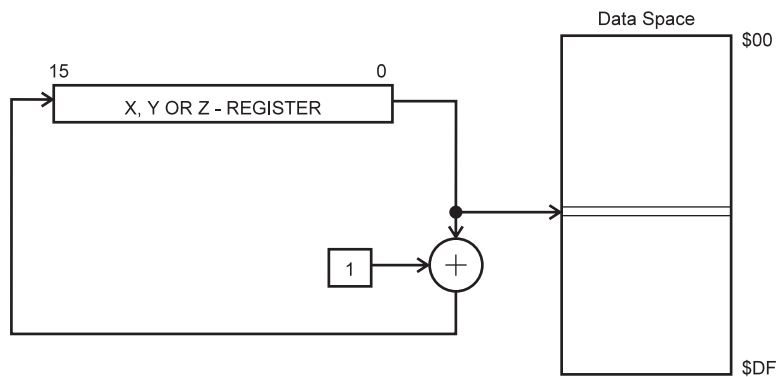 Data Space
$00
15 0
X, Y OR Z - REGISTER
1
+
$DF